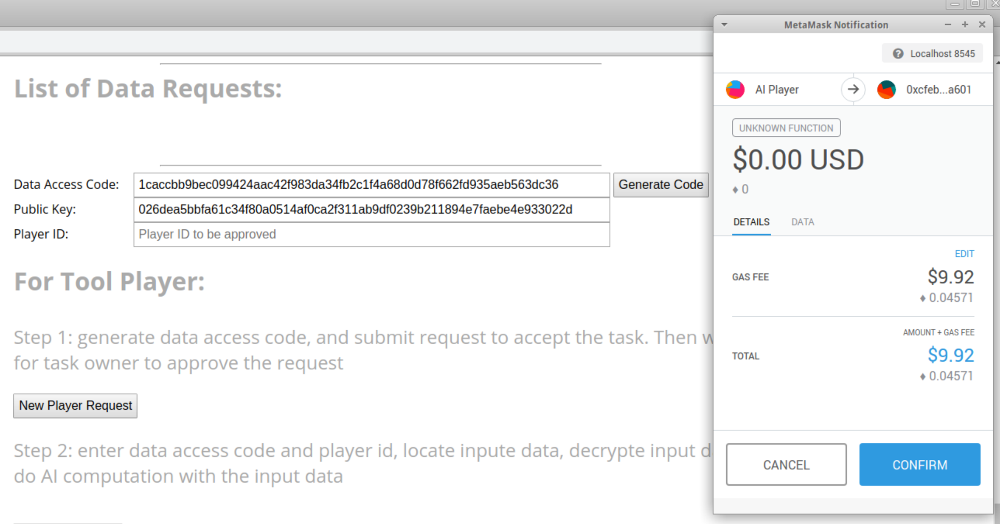 List of Data Requests:
Data Access Code: 1caccbb9bec099424aac42f983da34fb2c1f4a68d0d78f662fd935aeb563dc36 Generate Code
Public Key: 026dea5bbfa61c34f80a0514af0ca2f311ab9df0239b211894e7faebe4e933022d
Player ID: Player ID to be approved
For Tool Player:
Step 1: generate data access code, and submit request to accept the task. Then
for task owner to approve the request
New Player Request
Step 2: enter data access code and player id, locate inpute data, decrypte input
do AI computation with the input data
MetaMask Notification
Localhost 8545
AI Player 0xcfeb...a601
UNKNOWN FUNCTION
$0.00 USD
♦ 0
DETAILS DATA
EDIT
GAS FEE $9.92
♦ 0.04571
AMOUNT + GAS FEE
TOTAL $9.92
♦ 0.04571
CANCEL CONFIRM